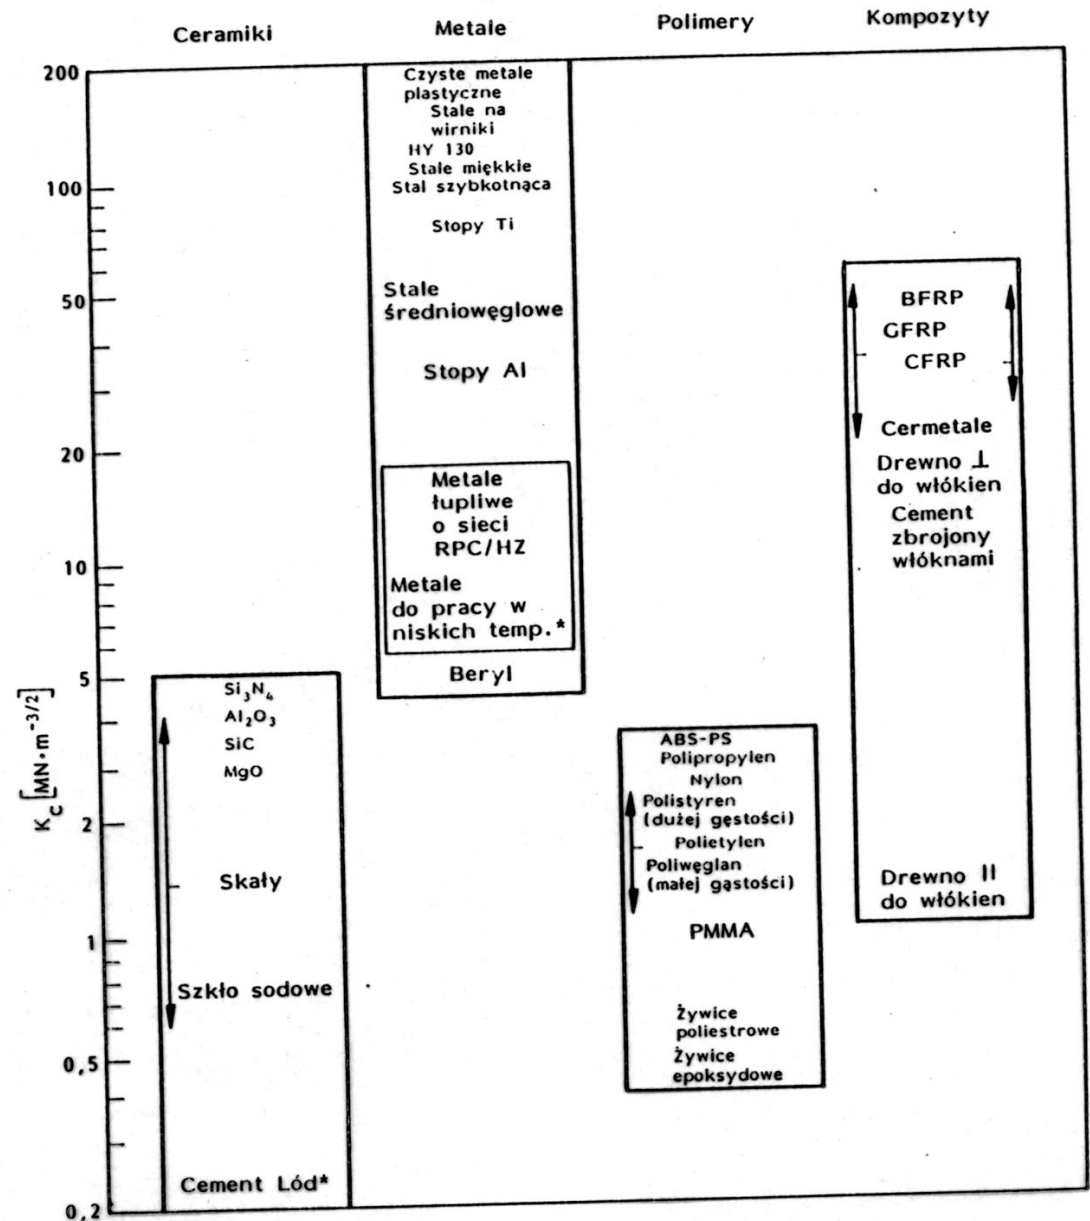 Ceramiki
Metale
Polimery
Kompozyty
200
100
50
20
10
5
2
1
0,5
0,2
K_C [MN·m^{-3/2}]
Si₃N₄
Al₂O₃
SiC
MgO
Skały
Szkło sodowe
Cement Lód*
Czyste metale
plastyczne
Stale na
wirniki
HY 130
Stale miękkie
Stal szybkotnąca
Stopy Ti
Stale
średniowęglowe
Stopy Al
Metale
łupliwe
o sieci
RPC/HZ
Metale
do pracy w
niskich temp.*
Beryl
ABS-PS
Polipropylen
Nylon
Polistyren
(dużej gęstości)
Polietylen
Poliwęglan
(małej gąstości)
PMMA
Żywice
poliestrowe
Żywice
epoksydowe
BFRP
GFRP
CFRP
Cermetale
Drewno ⊥
do włókien
Cement
zbrojony
włóknami
Drewno II
do włókien